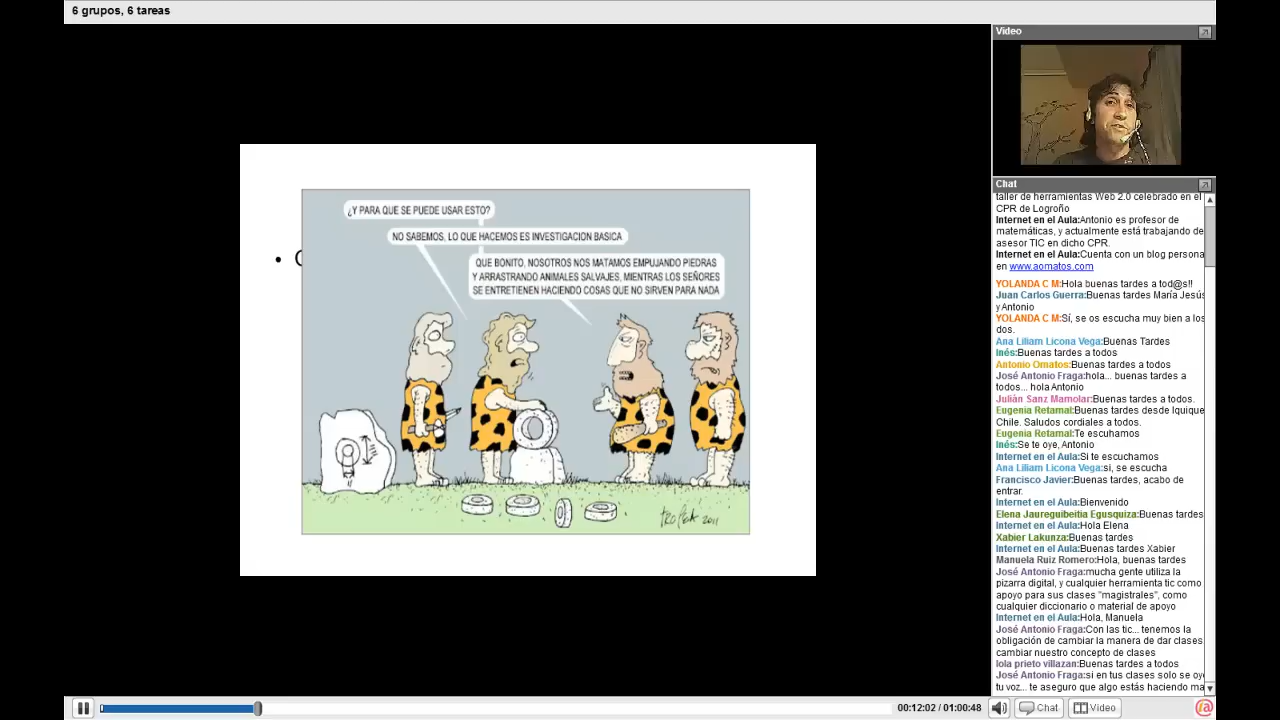 6 grupos, 6 tareas
¿Y PARA QUE SE PUEDE USAR ESTO?
NO SABEMOS, LO QUE HACEMOS ES INVESTIGACION BASICA
QUE BONITO, NOSOTROS NOS MATAMOS EMPUJANDO PIEDRAS
Y ARRASTRANDO ANIMALES SALVAJES, MIENTRAS LOS SEÑORES
SE ENTRETIENEN HACIENDO COSAS QUE NO SIRVEN PARA NADA
2011
Video
Chat
taller de herramientas Web 2.0 celebrado en el
CPR de Logroño
Internet en el Aula:Antonio es profesor de
matemáticas, y actualmente está trabajando de
asesor TIC en dicho CPR.
Internet en el Aula:Cuenta con un blog persona
en www.aomatos.com
YOLANDA C M:Hola buenas tardes a tod@s!!
Juan Carlos Guerra:Buenas tardes María Jesús
y Antonio
YOLANDA C M:Sí, se os escucha muy bien a los
dos.
Ana Liliam Licona Vega:Buenas Tardes
Inés:Buenas tardes a todos
Antonio Omatos:Buenas tardes a todos
José Antonio Fraga:hola... buenas tardes a
todos... hola Antonio
Julián Sanz Mamolar:Buenas tardes a todos.
Eugenia Retamal:Buenas tardes desde Iquique
Chile. Saludos cordiales a todos.
Eugenia Retamal:Te escuhamos
Inés:Se te oye, Antonio
Internet en el Aula:Si te escuchamos
Ana Liliam Licona Vega:si, se escucha
Francisco Javier:Buenas tardes, acabo de
entrar.
Internet en el Aula:Bienvenido
Elena Jaureguibeitia Egusquiza:Buenas tardes
Internet en el Aula:Hola Elena
Xabier Lakunza:Buenas tardes
Internet en el Aula:Buenas tardes Xabier
Manuela Ruiz Romero:Hola, buenas tardes
José Antonio Fraga:mucha gente utiliza la
pizarra digital, y cualquier herramienta tic como
apoyo para sus clases "magistrales", como
cualquier diccionario o material de apoyo
Internet en el Aula:Hola, Manuela
José Antonio Fraga:Con las tic... tenemos la
obligación de cambiar la manera de dar clases
cambiar nuestro concepto de clases
lola prieto villazan:Buenas tardes a todos
José Antonio Fraga:si en tus clases solo se oye
tu voz... te aseguro que algo estás haciendo ma
00:12:02 / 01:00:48
Chat
Video